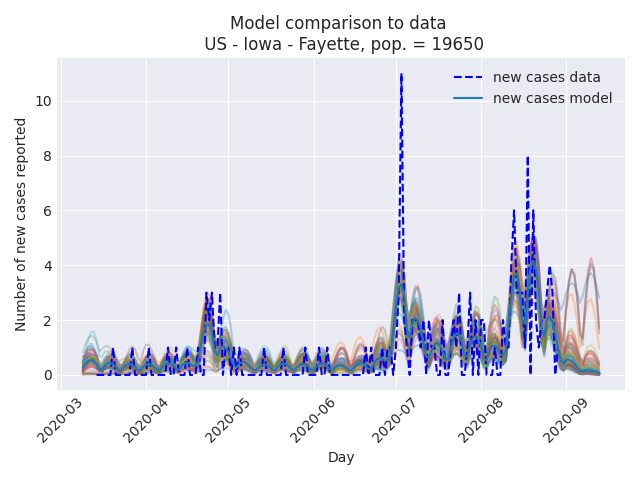 Model comparison to data
US - Iowa - Fayette, pop. = 19650
new cases data
new cases model
Number of new cases reported
10
8
6
4
2
0
2020-03
2020-04
2020-05
2020-06
2020-07
2020-08
2020-09
Day